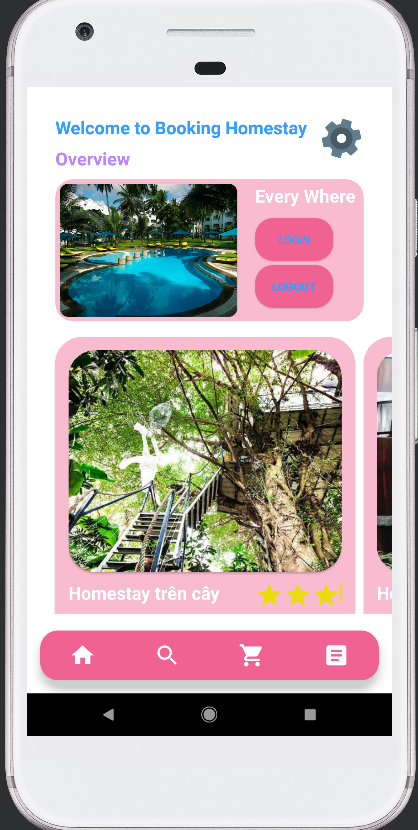 Welcome to Booking Homestay
Overview
Every Where
LOGIN
LOGOUT
Homestay trên cây
H